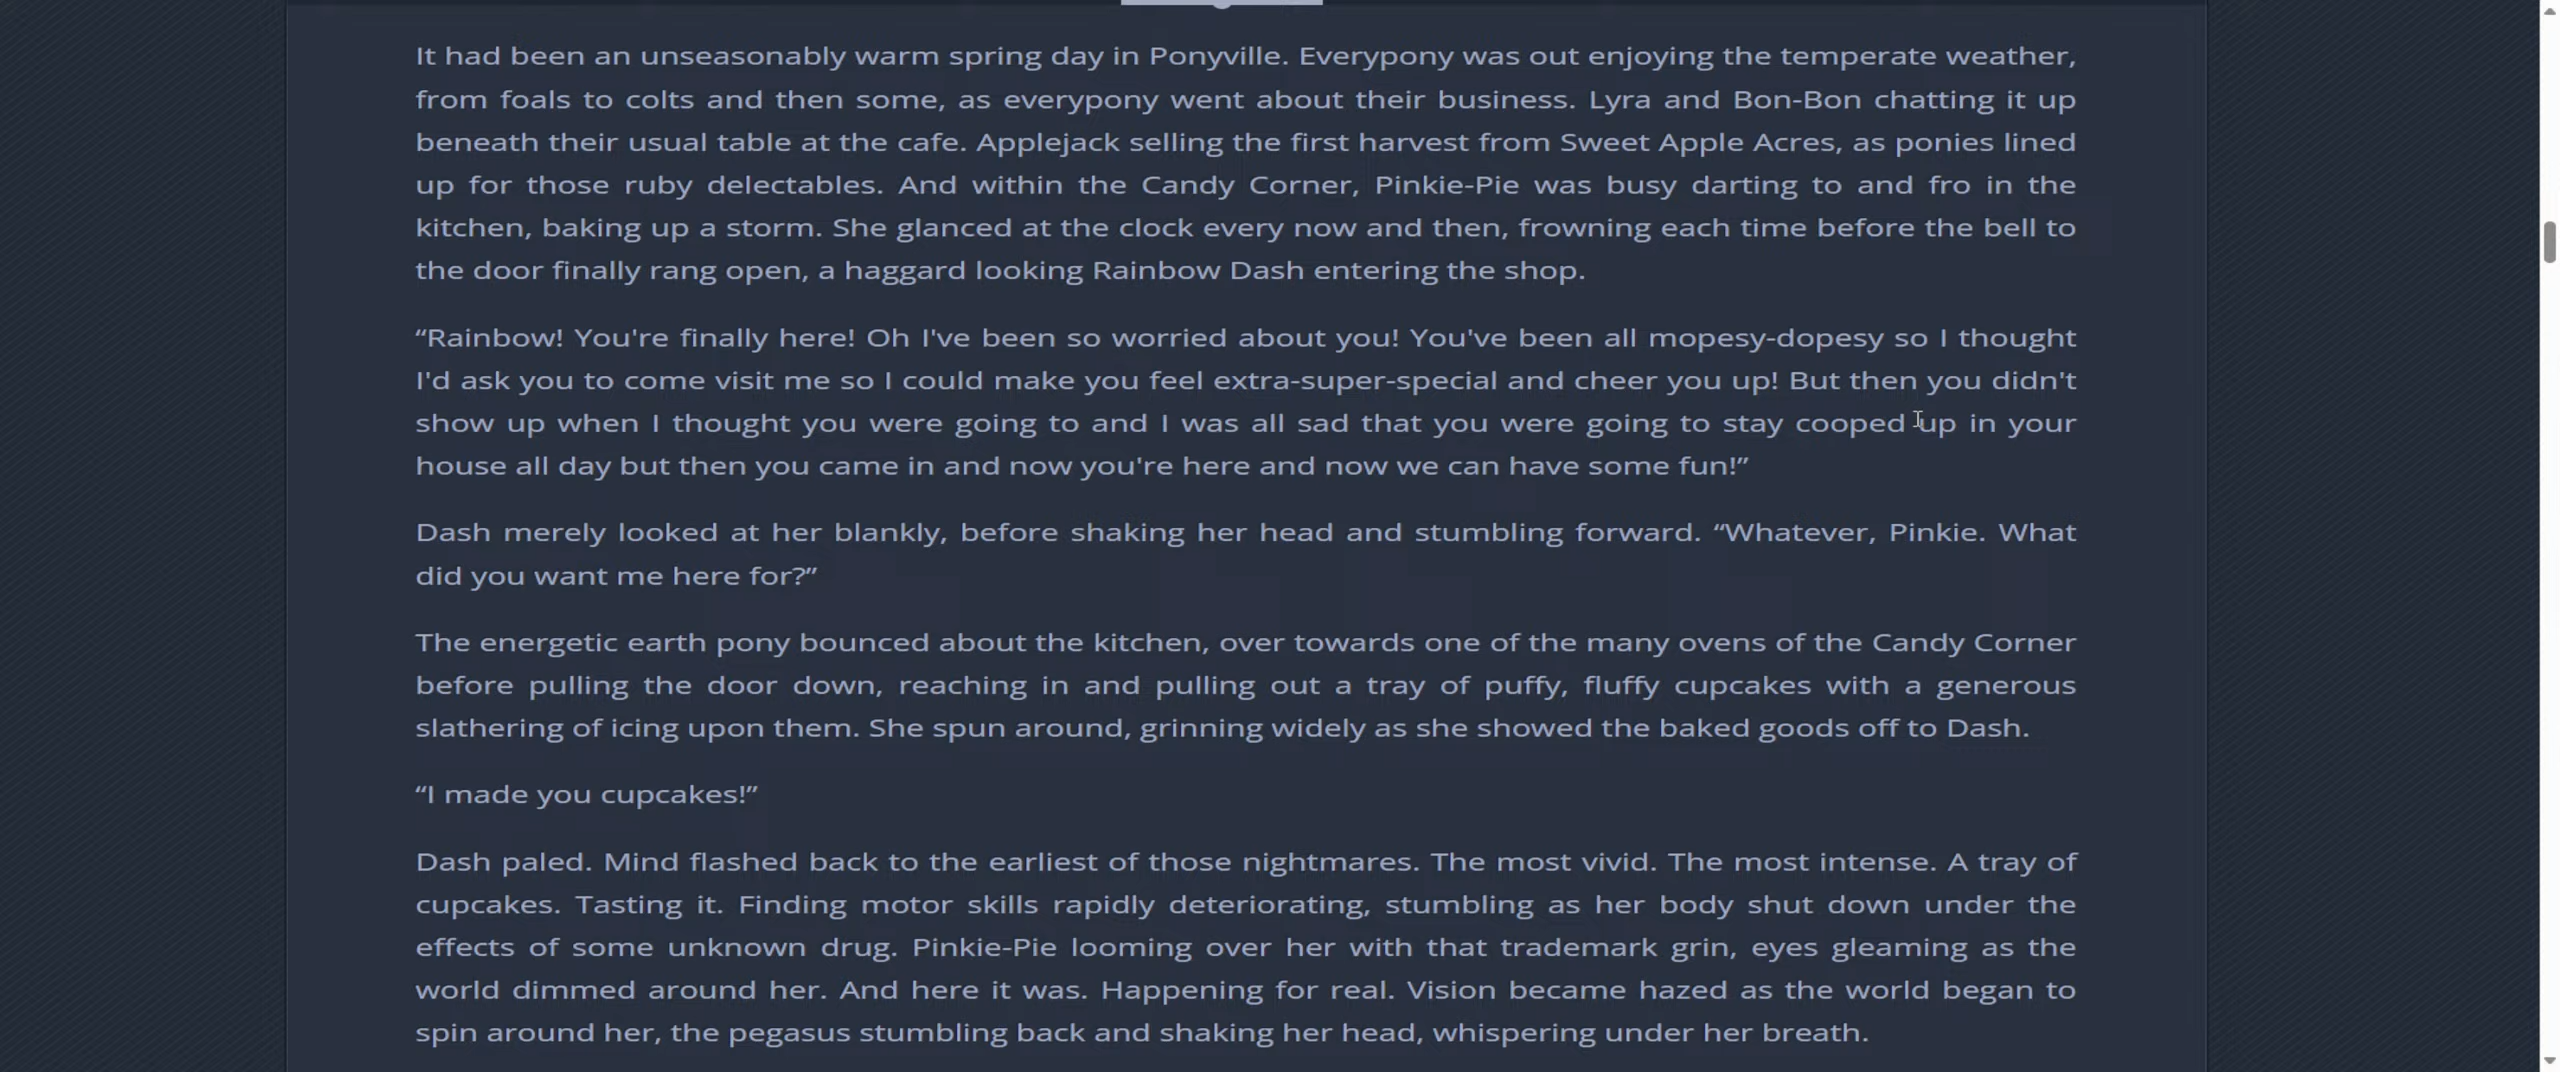 It had been an unseasonably warm spring day in Ponyville. Everypony was out enjoying the temperate weather,
from foals to colts and then some, as everypony went about their business. Lyra and Bon-Bon chatting it up
beneath their usual table at the cafe. Applejack selling the first harvest from Sweet Apple Acres, as ponies lined
up for those ruby delectables. And within the Candy Corner, Pinkie-Pie was busy darting to and fro in the
kitchen, baking up a storm. She glanced at the clock every now and then, frowning each time before the bell to
the door finally rang open, a haggard looking Rainbow Dash entering the shop.
“Rainbow! You're finally here! Oh I've been so worried about you! You've been all mopesy-dopesy so I thought
I'd ask you to come visit me so I could make you feel extra-super-special and cheer you up! But then you didn't
show up when I thought you were going to and I was all sad that you were going to stay cooped up in your
house all day but then you came in and now you're here and now we can have some fun!”
Dash merely looked at her blankly, before shaking her head and stumbling forward. “Whatever, Pinkie. What
did you want me here for?”
The energetic earth pony bounced about the kitchen, over towards one of the many ovens of the Candy Corner
before pulling the door down, reaching in and pulling out a tray of puffy, fluffy cupcakes with a generous
slathering of icing upon them. She spun around, grinning widely as she showed the baked goods off to Dash.
“I made you cupcakes!”
Dash paled. Mind flashed back to the earliest of those nightmares. The most vivid. The most intense. A tray of
cupcakes. Tasting it. Finding motor skills rapidly deteriorating, stumbling as her body shut down under the
effects of some unknown drug. Pinkie-Pie looming over her with that trademark grin, eyes gleaming as the
world dimmed around her. And here it was. Happening for real. Vision became hazed as the world began to
spin around her, the pegasus stumbling back and shaking her head, whispering under her breath.